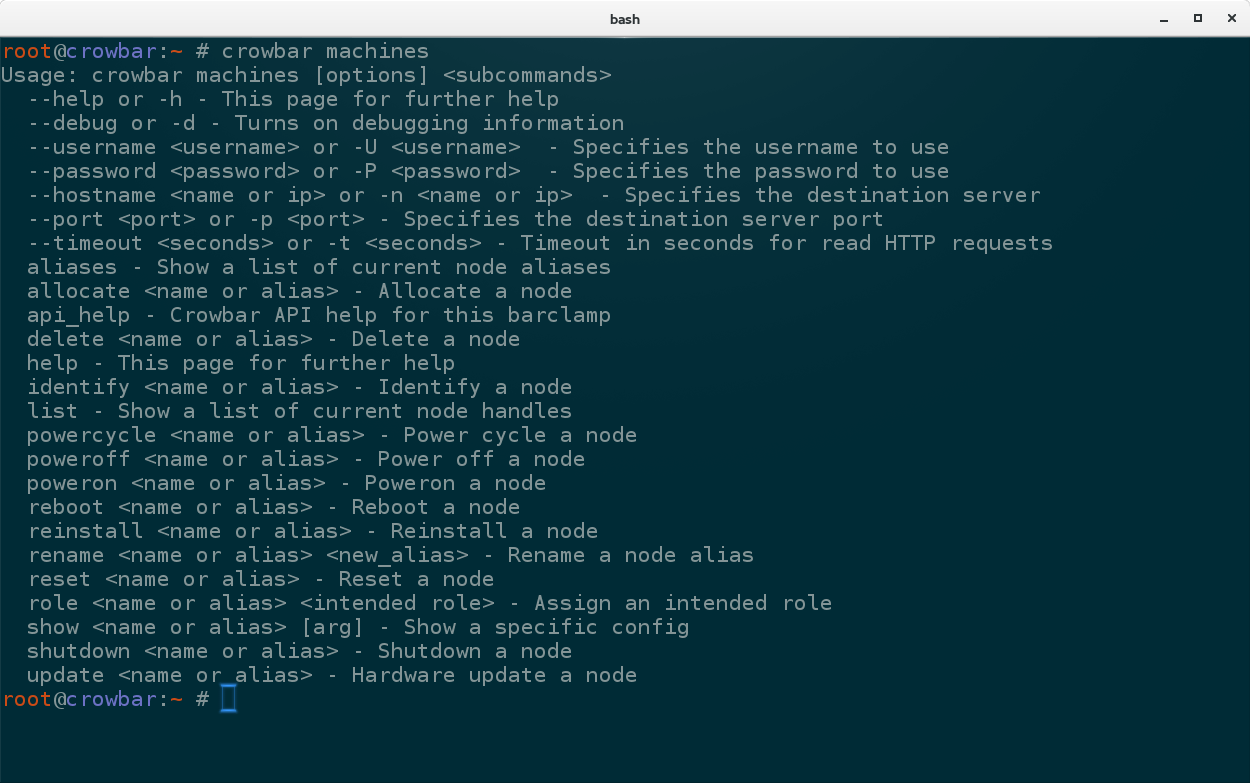 bash
root@crowbar:~ # crowbar machines
Usage: crowbar machines [options] <subcommands>
  --help or -h - This page for further help
  --debug or -d - Turns on debugging information
  --username <username> or -U <username>  - Specifies the username to use
  --password <password> or -P <password>  - Specifies the password to use
  --hostname <name or ip> or -n <name or ip>  - Specifies the destination server
  --port <port> or -p <port> - Specifies the destination server port
  --timeout <seconds> or -t <seconds> - Timeout in seconds for read HTTP requests
  aliases - Show a list of current node aliases
  allocate <name or alias> - Allocate a node
  api_help - Crowbar API help for this barclamp
  delete <name or alias> - Delete a node
  help - This page for further help
  identify <name or alias> - Identify a node
  list - Show a list of current node handles
  powercycle <name or alias> - Power cycle a node
  poweroff <name or alias> - Power off a node
  poweron <name or alias> - Poweron a node
  reboot <name or alias> - Reboot a node
  reinstall <name or alias> - Reinstall a node
  rename <name or alias> <new_alias> - Rename a node alias
  reset <name or alias> - Reset a node
  role <name or alias> <intended role> - Assign an intended role
  show <name or alias> [arg] - Show a specific config
  shutdown <name or alias> - Shutdown a node
  update <name or alias> - Hardware update a node
root@crowbar:~ #